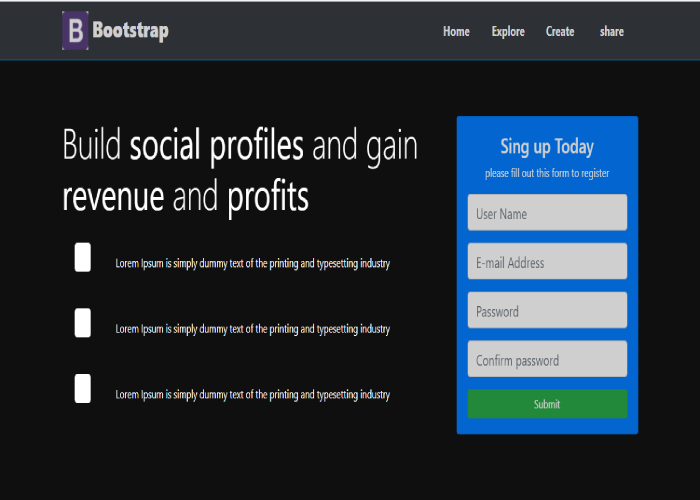 B Bootstrap
Home Explore Create share
Build social profiles and gain
revenue and profits
Lorem Ipsum is simply dummy text of the printing and typesetting industry
Lorem Ipsum is simply dummy text of the printing and typesetting industry
Lorem Ipsum is simply dummy text of the printing and typesetting industry
Sing up Today
please fill out this form to register
User Name
E-mail Address
Password
Confirm password
Submit